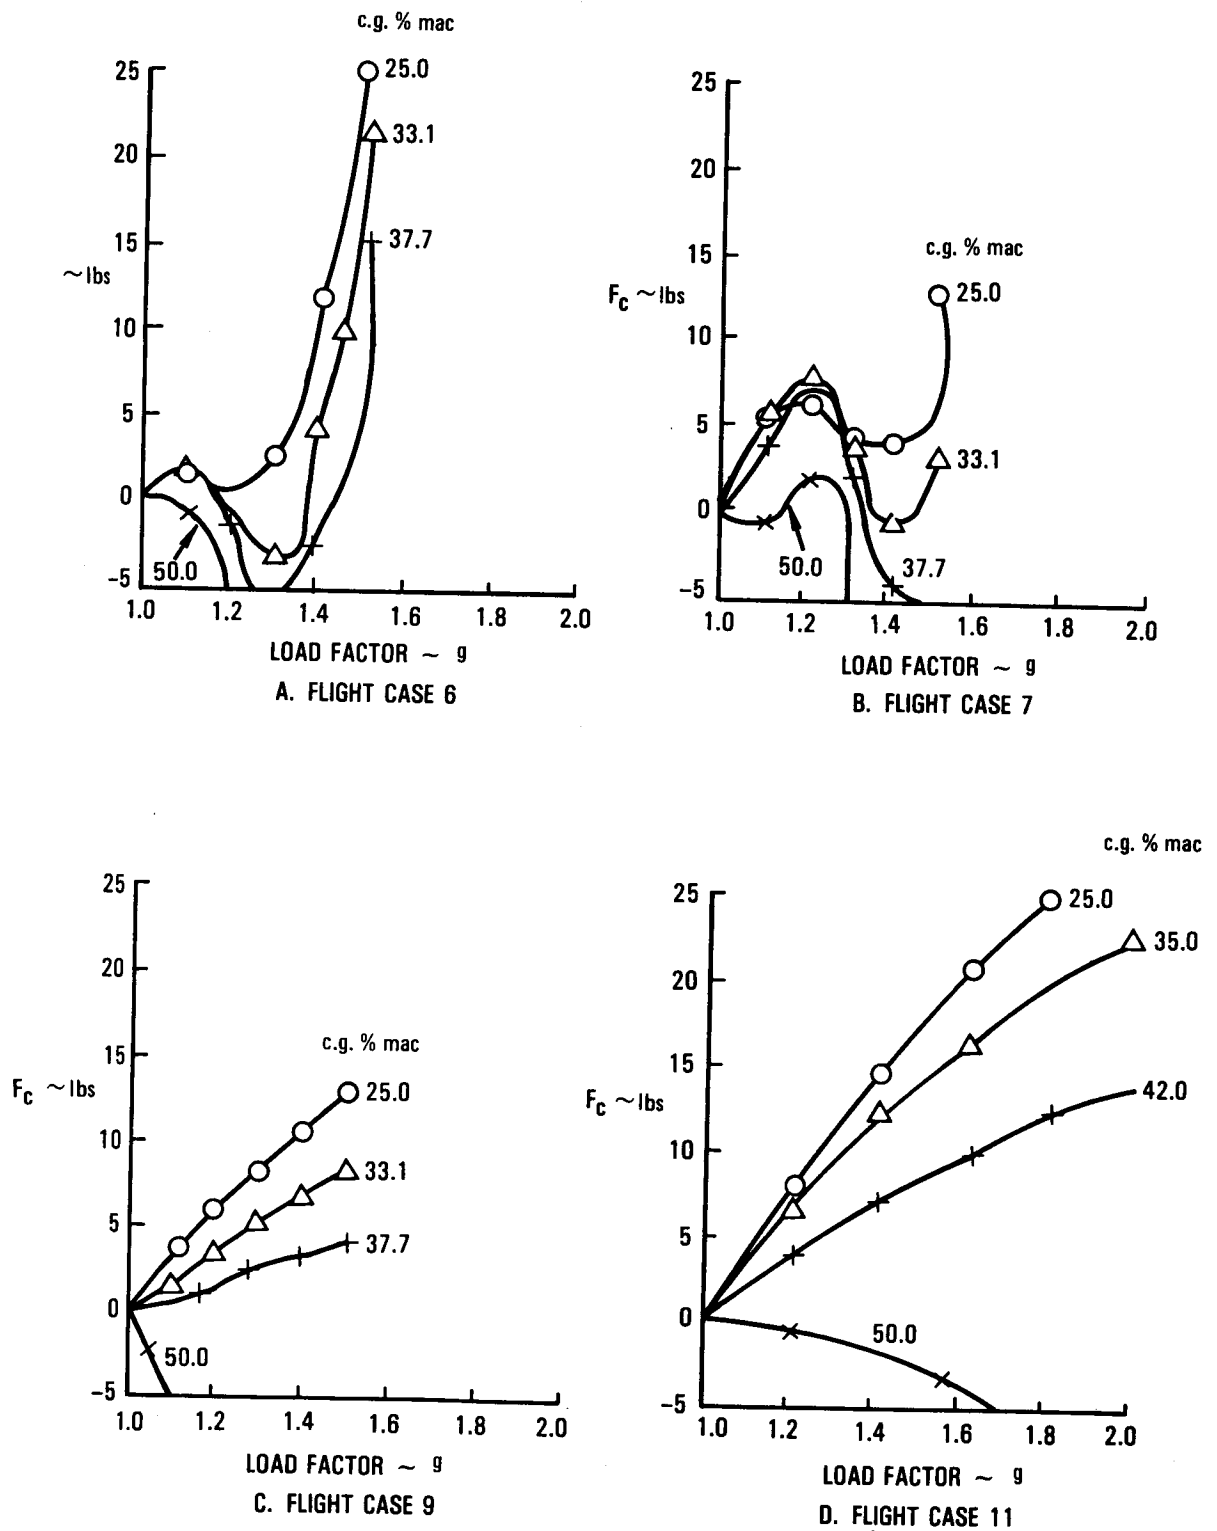 c.g. % mac
25
25.0
33.1
20
37.7
15
~lbs
10
5
0
50.0
-5
1.0 1.2 1.4 1.6 1.8 2.0
LOAD FACTOR ~ g
A. FLIGHT CASE 6
25
20
15
c.g. % mac
Fc ~lbs
25.0
10
5
33.1
0
50.0
37.7
-5
1.0 1.2 1.4 1.6 1.8 2.0
LOAD FACTOR ~ g
B. FLIGHT CASE 7
25
20
15
c.g. % mac
Fc ~lbs
25.0
10
33.1
5
37.7
0
50.0
-5
1.0 1.2 1.4 1.6 1.8 2.0
LOAD FACTOR ~ g
C. FLIGHT CASE 9
c.g. % mac
25
25.0
35.0
20
15
Fc ~lbs
42.0
10
5
0
50.0
-5
1.0 1.2 1.4 1.6 1.8 2.0
LOAD FACTOR ~ g
D. FLIGHT CASE 11